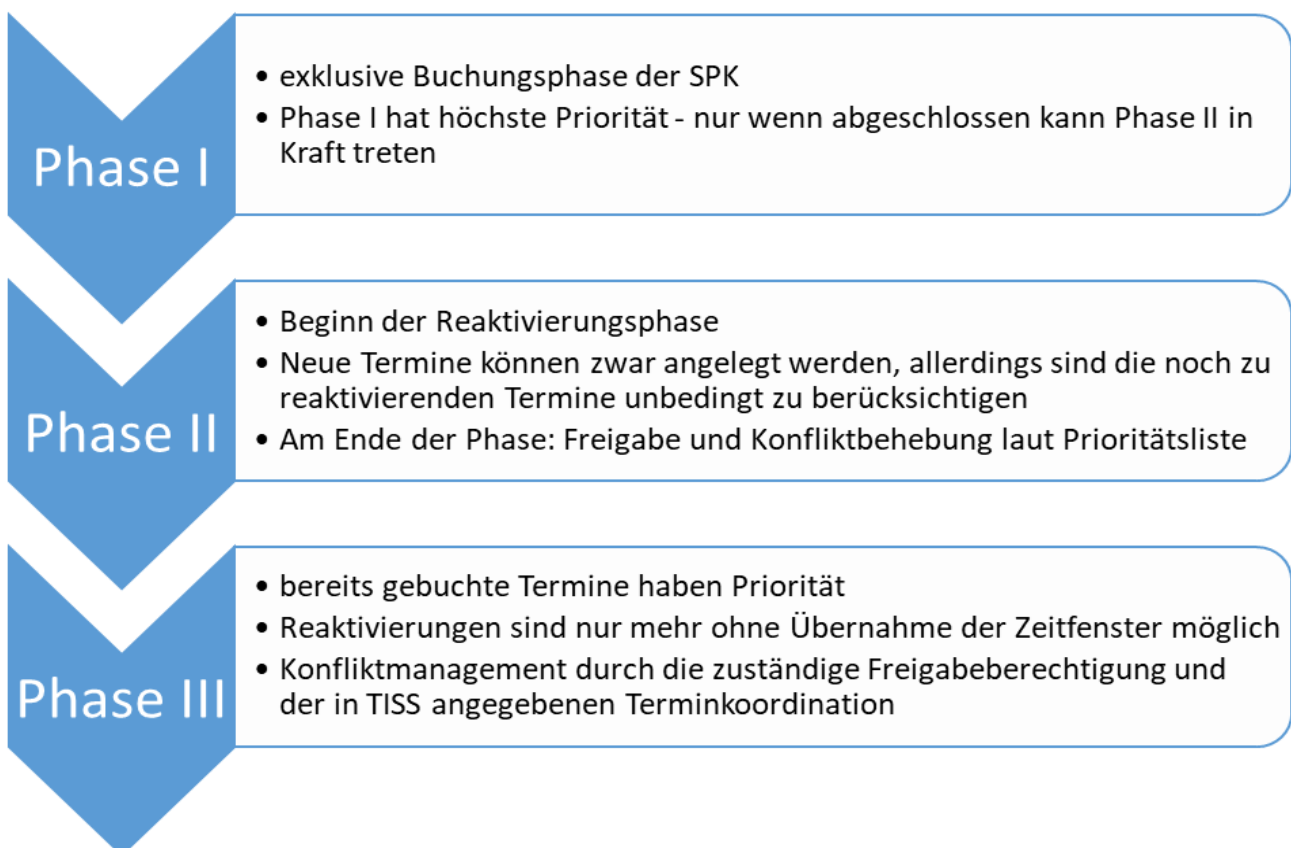 Phase I
• exklusive Buchungsphase der SPK
• Phase I hat höchste Priorität - nur wenn abgeschlossen kann Phase II in
Kraft treten
Phase II
• Beginn der Reaktivierungsphase
• Neue Termine können zwar angelegt werden, allerdings sind die noch zu
reaktivierenden Termine unbedingt zu berücksichtigen
• Am Ende der Phase: Freigabe und Konfliktbehebung laut Prioritätsliste
Phase III
• bereits gebuchte Termine haben Priorität
• Reaktivierungen sind nur mehr ohne Übernahme der Zeitfenster möglich
• Konfliktmanagement durch die zuständige Freigabeberechtigung und
der in TISS angegebenen Terminkoordination